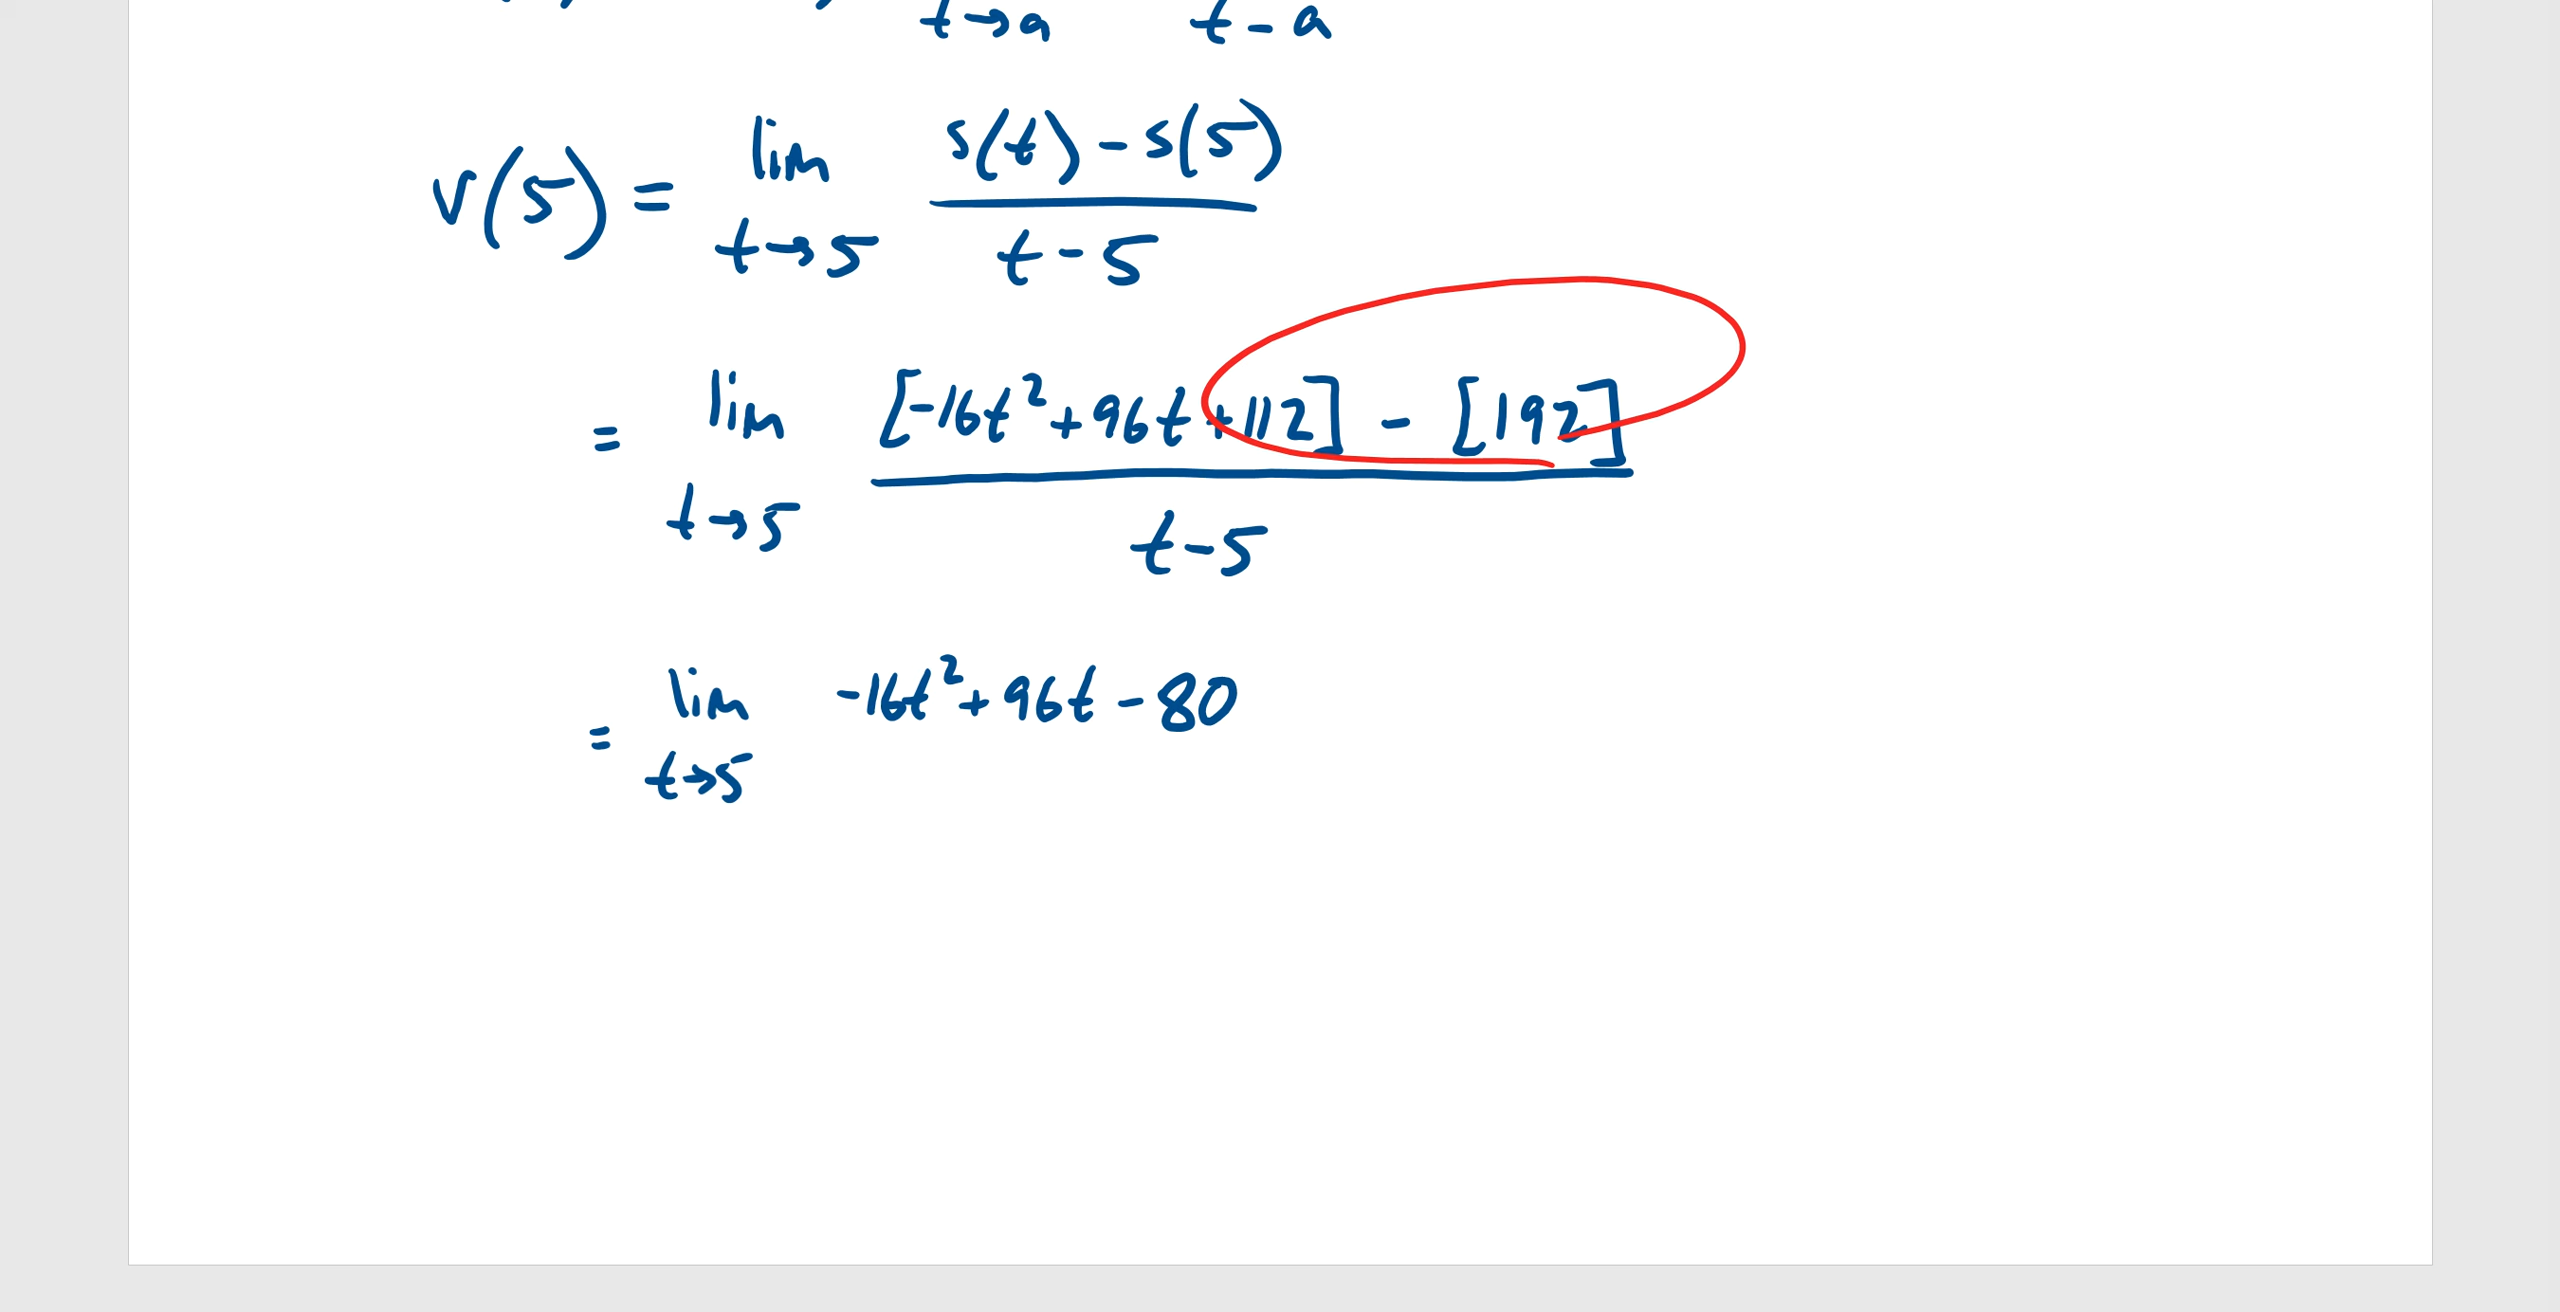 t→a t-a
v(5) = lim t→5 s(t) - s(5) / t-5
= lim t→5 [-16t²+96t+112] - [192] / t-5
= lim t→5 -16t²+96t-80